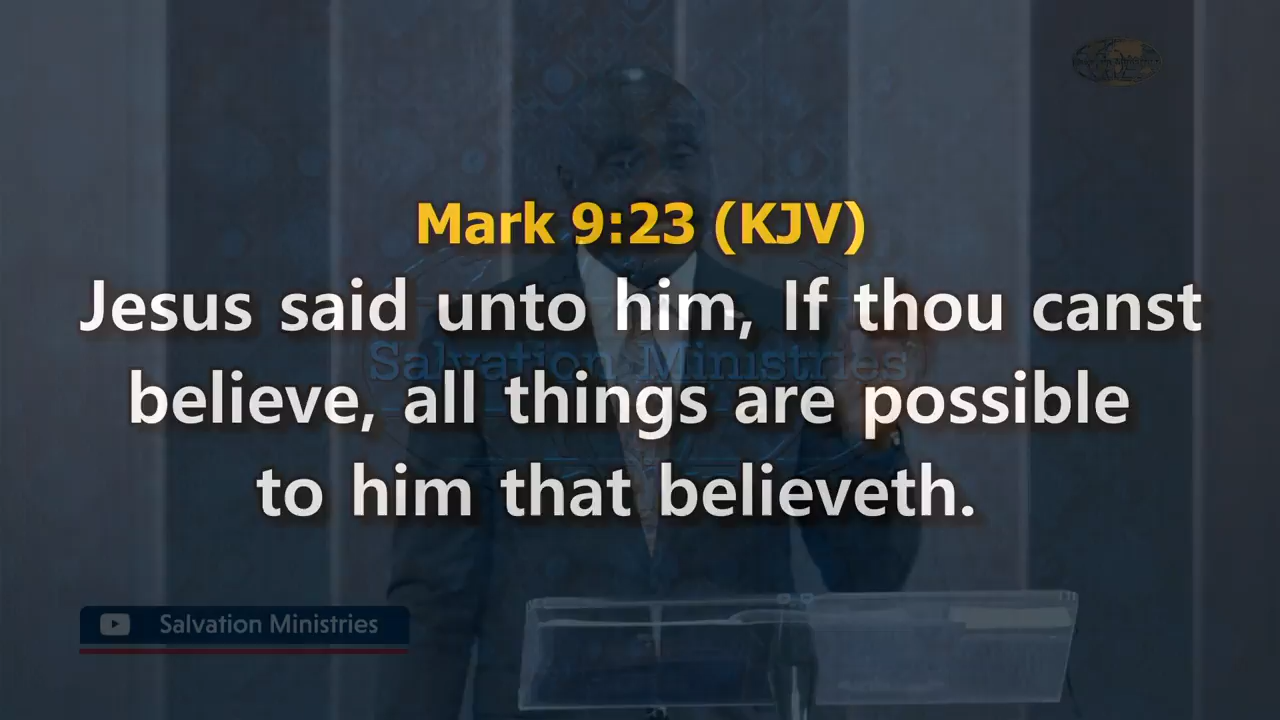 Mark 9:23 (KJV)
Jesus said unto him, If thou canst
Salvation Ministries
believe, all things are possible
to him that believeth.
Salvation Ministries